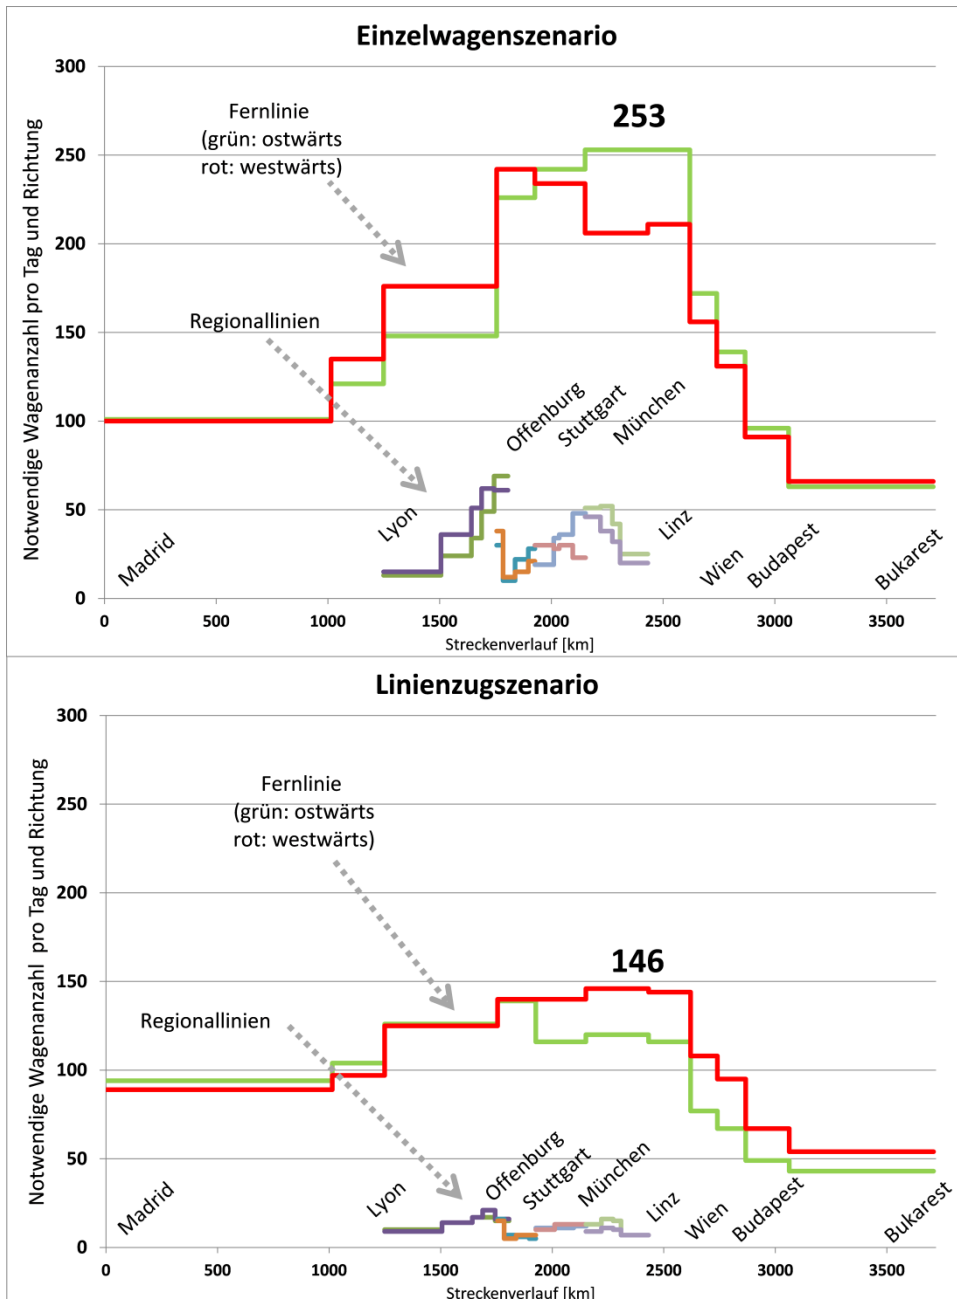 Einzelwagenszenario
Notwendige Wagenanzahl pro Tag und Richtung
300
250
200
150
100
50
0
Fernlinie
(grün: ostwärts
rot: westwärts)
253
Regionallinien
Madrid
Lyon
Offenburg
Stuttgart
München
Linz
Wien
Budapest
Bukarest
0 500 1000 1500 2000 2500 3000 3500
Streckenverlauf [km]
Linienzugszenario
Notwendige Wagenanzahl pro Tag und Richtung
300
250
200
150
100
50
0
Fernlinie
(grün: ostwärts
rot: westwärts)
146
Regionallinien
Madrid
Lyon
Offenburg
Stuttgart
München
Linz
Wien
Budapest
Bukarest
0 500 1000 1500 2000 2500 3000 3500
Streckenverlauf [km]